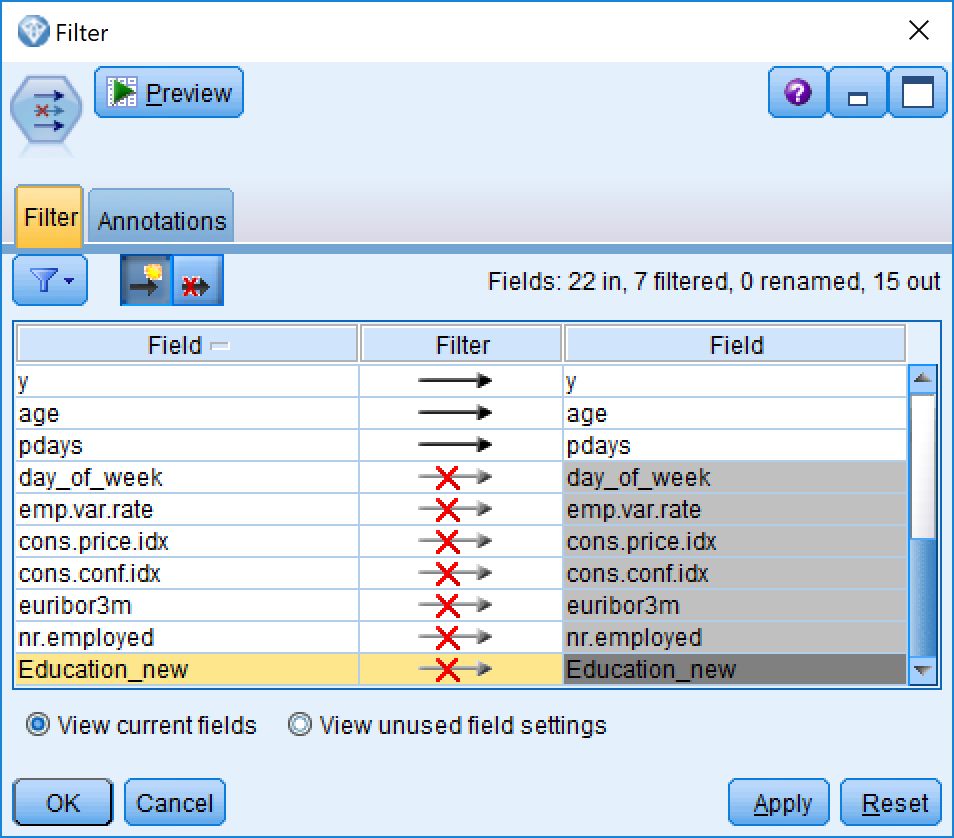 Filter
Preview
Filter Annotations
Fields: 22 in, 7 filtered, 0 renamed, 15 out
Field Filter Field
y y
age age
pdays pdays
day_of_week day_of_week
emp.var.rate emp.var.rate
cons.price.idx cons.price.idx
cons.conf.idx cons.conf.idx
euribor3m euribor3m
nr.employed nr.employed
Education_new Education_new
View current fields View unused field settings
OK Cancel Apply Reset